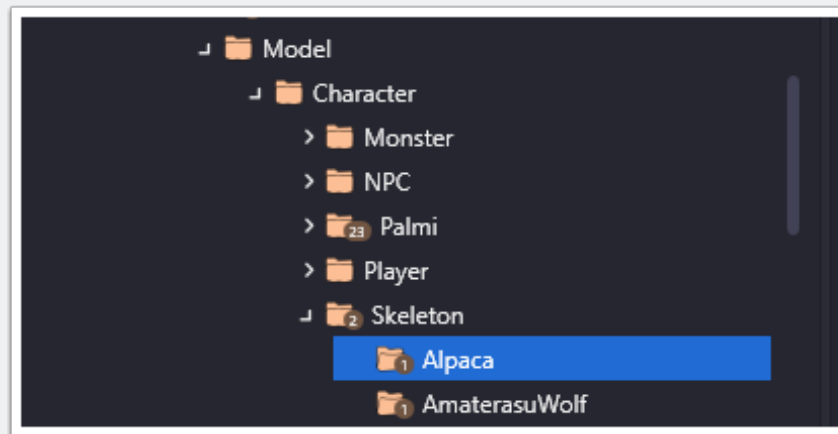 Model
Character
Monster
NPC
23 Palmi
Player
2 Skeleton
1 Alpaca
1 AmaterasuWolf